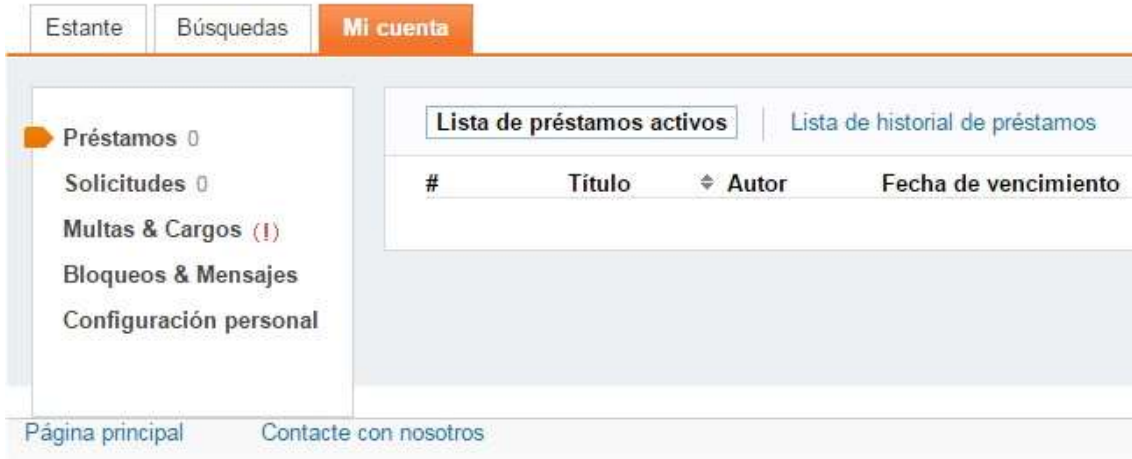 Estante Búsquedas Mi cuenta
Préstamos 0
Solicitudes 0
Multas & Cargos (!)
Bloqueos & Mensajes
Configuración personal
Lista de préstamos activos Lista de historial de préstamos
# Título Autor Fecha de vencimiento
Página principal Contacte con nosotros